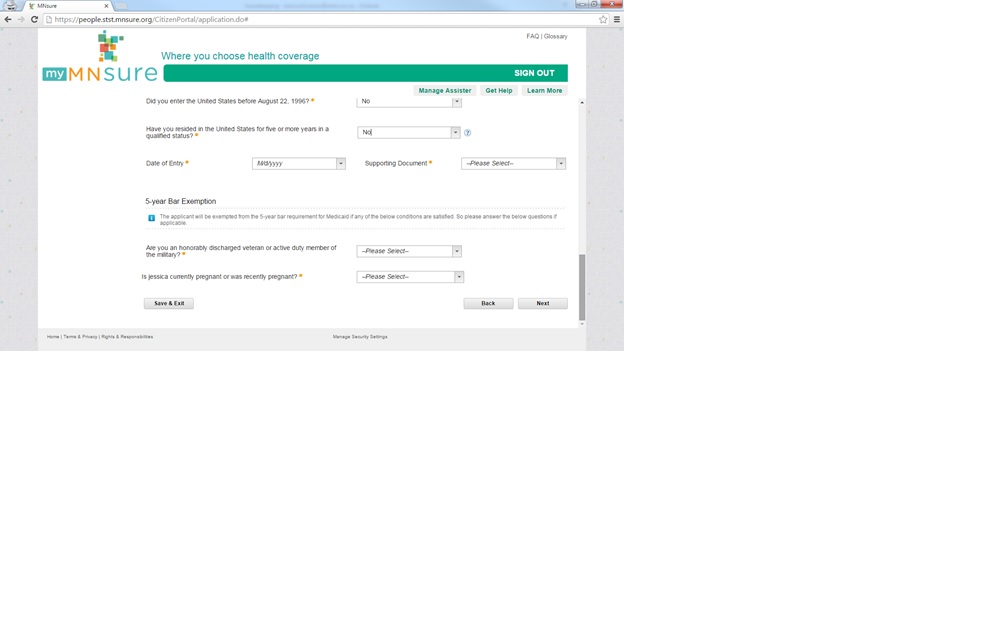 MNsure
https://people.stst.mnsure.org/CitizenPortal/application.do#
FAQ | Glossary
Where you choose health coverage
my MNsure
SIGN OUT
Manage Assister Get Help Learn More
Did you enter the United States before August 22, 1996?* No
Have you resided in the United States for five or more years in a
qualified status?* No
Date of Entry* M/d/yyyy Supporting Document* --Please Select--
5-year Bar Exemption
The applicant will be exempted from the 5-year bar requirement for Medicaid if any of the below conditions are satisfied. So please answer the below questions if
applicable.
Are you an honorably discharged veteran or active duty member of
the military?* --Please Select--
Is jessica currently pregnant or was recently pregnant?* --Please Select--
Save & Exit Back Next
Home | Terms & Privacy | Rights & Responsibilities Manage Security Settings